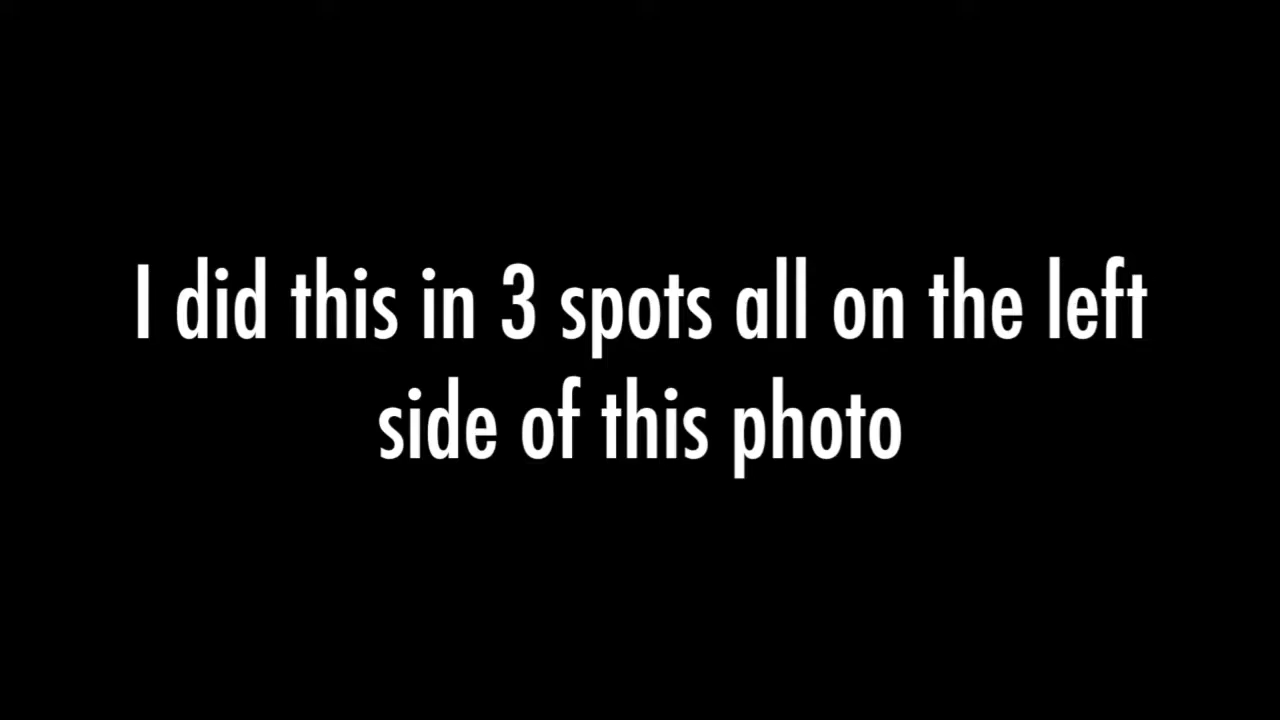 I did this in 3 spots all on the left
side of this photo